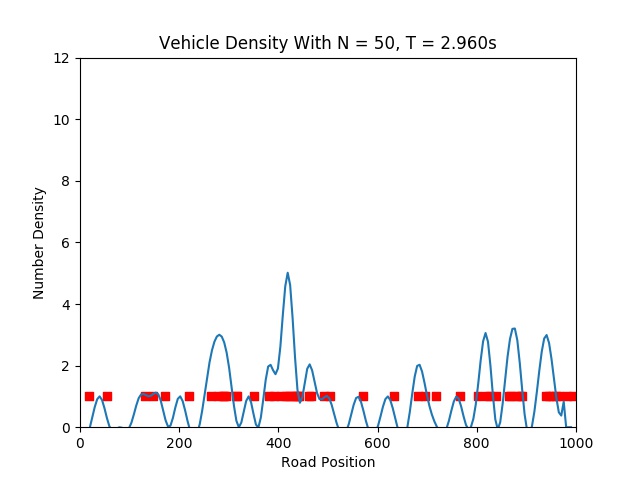 Vehicle Density With N = 50, T = 2.960s
12
10
8
6
4
2
0
Number Density
0 200 400 600 800 1000
Road Position